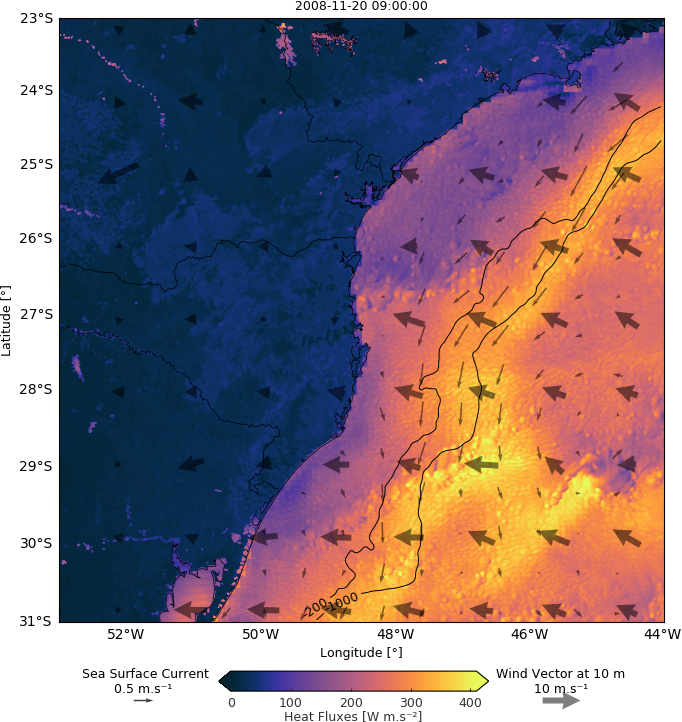 2008-11-20 09:00:00
23°S
24°S
25°S
26°S
27°S
28°S
29°S
30°S
31°S
Latitude [°]
-200
-1000
52°W 50°W 48°W 46°W 44°W
Longitude [°]
Sea Surface Current
0.5 m.s⁻¹
Wind Vector at 10 m
10 m.s⁻¹
0 100 200 300 400
Heat Fluxes [W m.s⁻²]